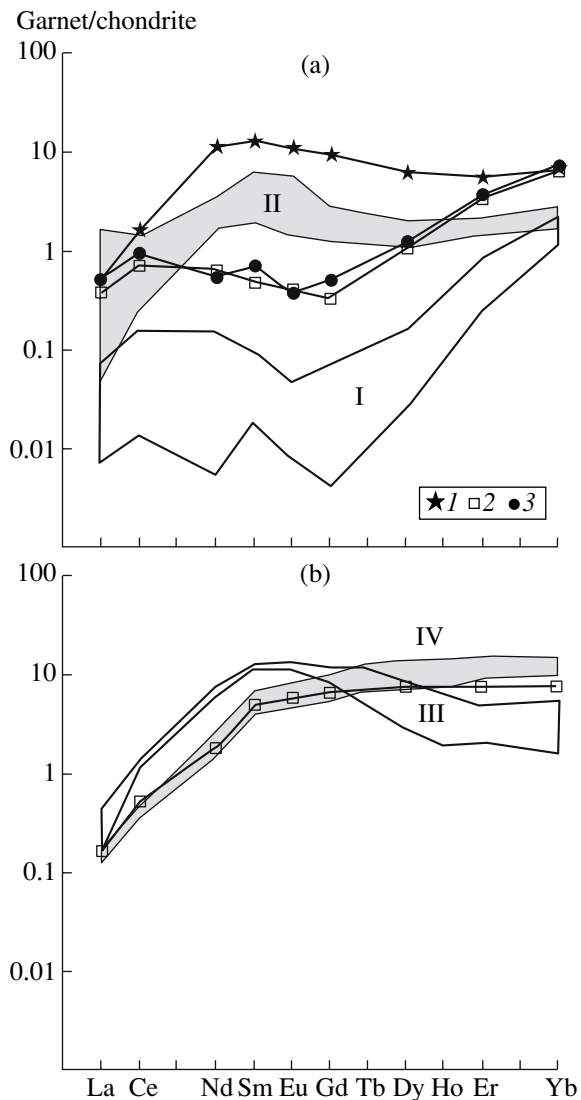 Garnet/chondrite
100
(a)
10
II
1
0.1
I
0.01
1 2 3
100
(b)
IV
10
III
1
0.1
0.01
La Ce Nd Sm Eu Gd Tb Dy Ho Er Yb